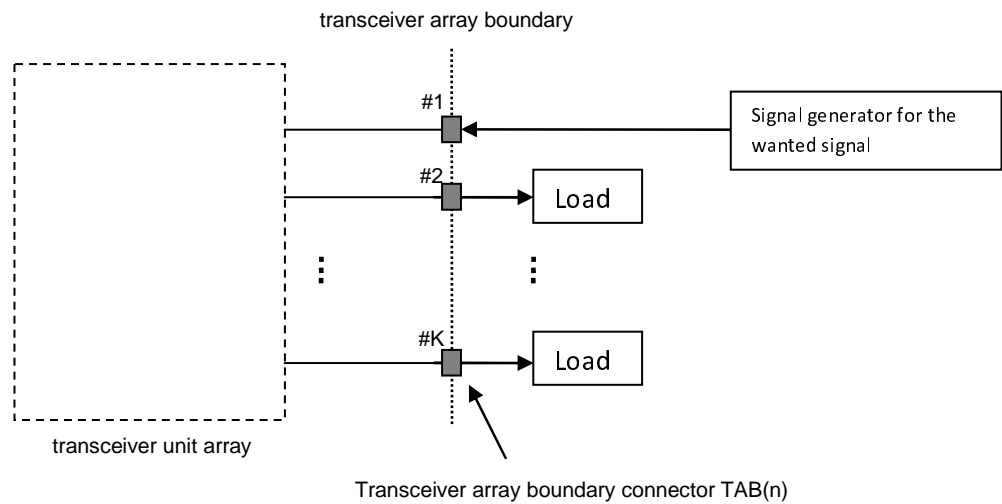 transceiver array boundary
#1
Signal generator for the
wanted signal
#2
Load
#K
Load
transceiver unit array
Transceiver array boundary connector TAB(n)